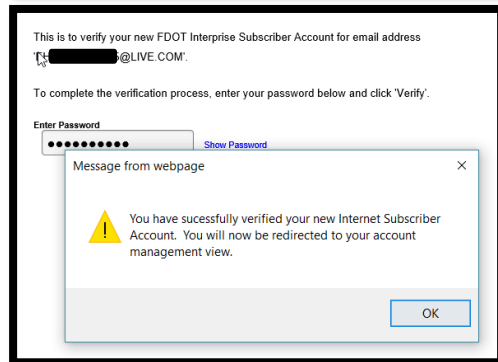 This is to verify your new FDOT Interprise Subscriber Account for email address
@LIVE.COM'.
To complete the verification process, enter your password below and click 'Verify'.
Enter Password
Show Password
Message from webpage
You have sucessfully verified your new Internet Subscriber
Account. You will now be redirected to your account
management view.
OK